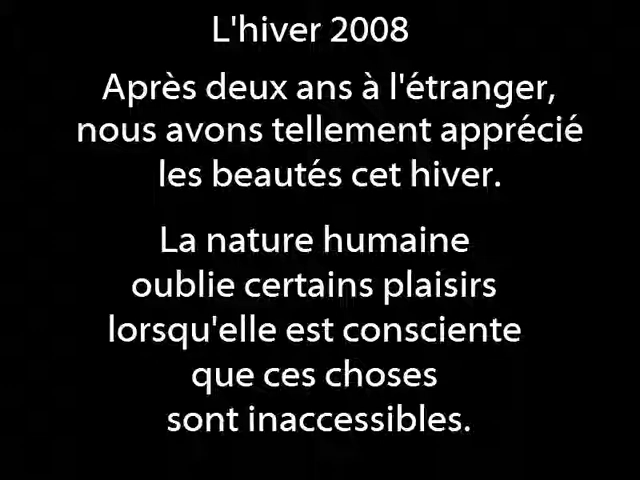 L'hiver 2008
Après deux ans à l'étranger,
nous avons tellement apprécié
les beautés cet hiver.
La nature humaine
oublie certains plaisirs
lorsqu'elle est consciente
que ces choses
sont inaccessibles.